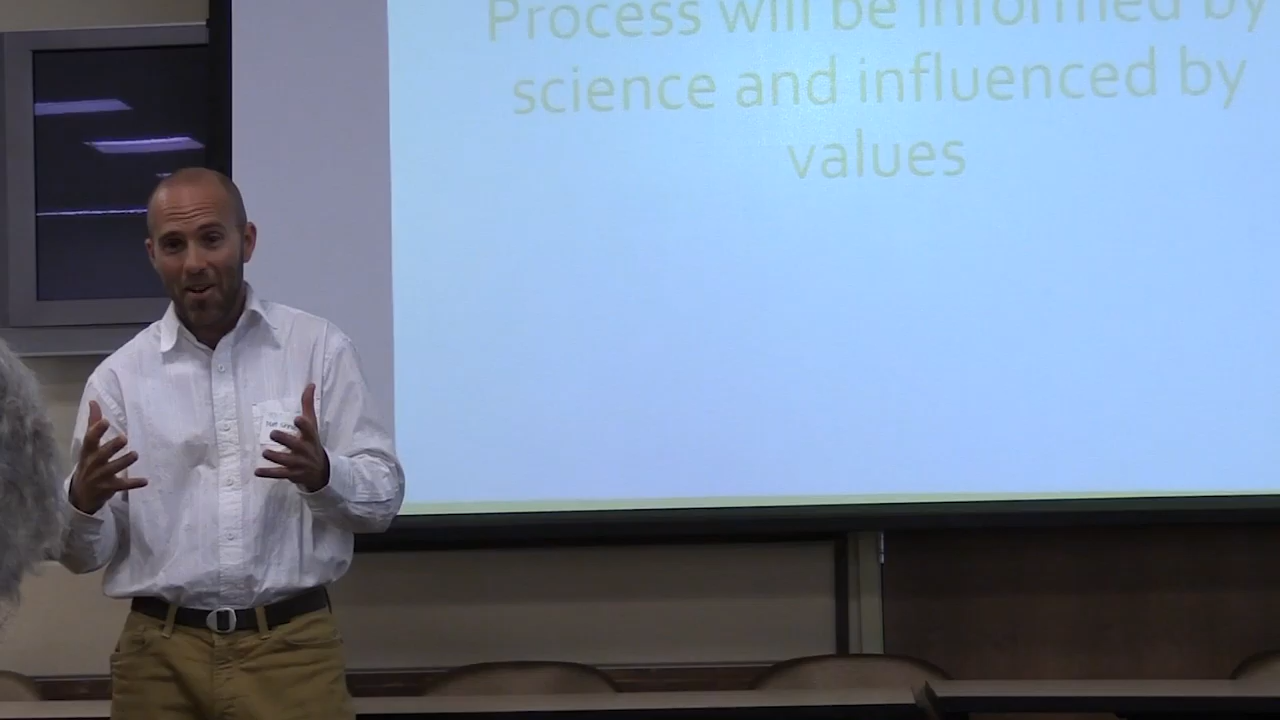 Process will be informed by
science and influenced by
values